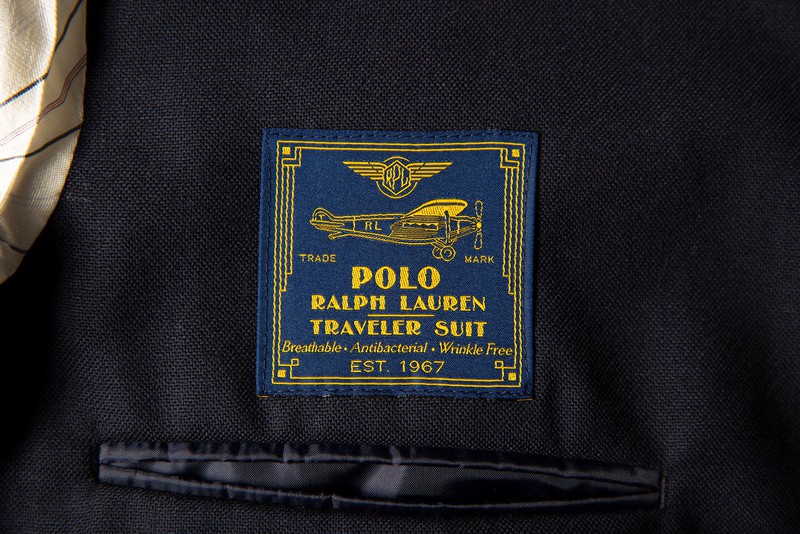 RPL
RL
TRADE MARK
POLO
RALPH LAUREN
TRAVELER SUIT
Breathable • Antibacterial • Wrinkle Free
EST. 1967